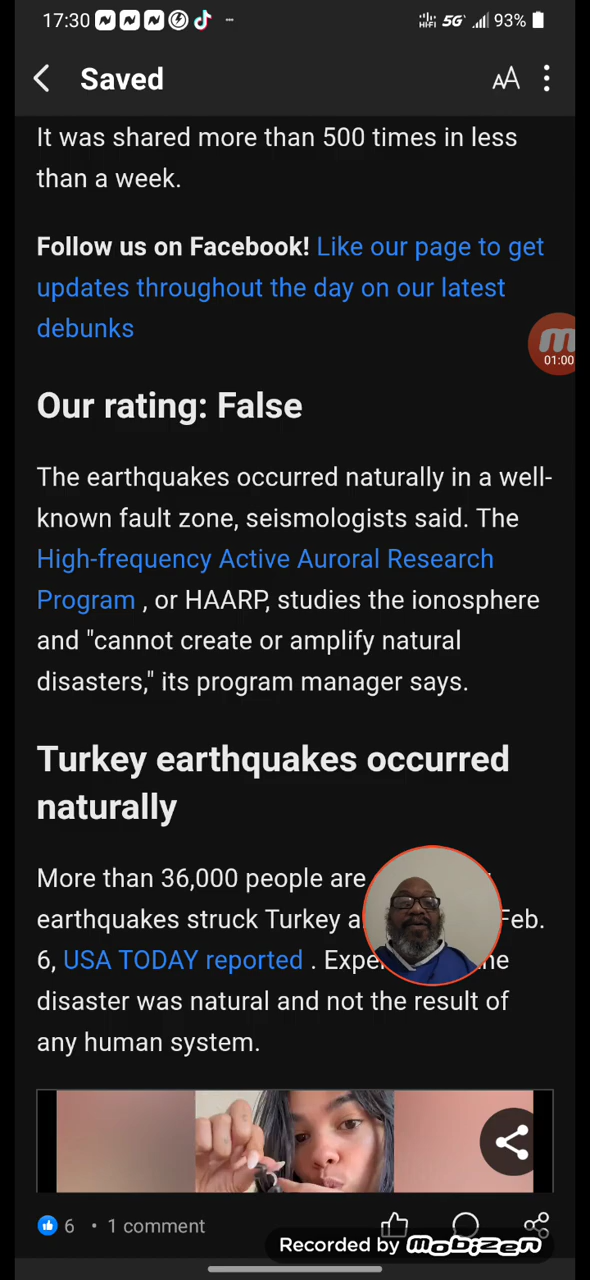 17:30
5G 93%
Saved
AA
It was shared more than 500 times in less
than a week.
Follow us on Facebook! Like our page to get
updates throughout the day on our latest
debunks
01:00
Our rating: False
The earthquakes occurred naturally in a well-
known fault zone, seismologists said. The
High-frequency Active Auroral Research
Program , or HAARP, studies the ionosphere
and "cannot create or amplify natural
disasters," its program manager says.
Turkey earthquakes occurred
naturally
More than 36,000 people are
earthquakes struck Turkey Feb.
6, USA TODAY reported .
disaster was natural and not the result of
any human system.
6 • 1 comment
Recorded by mobizen